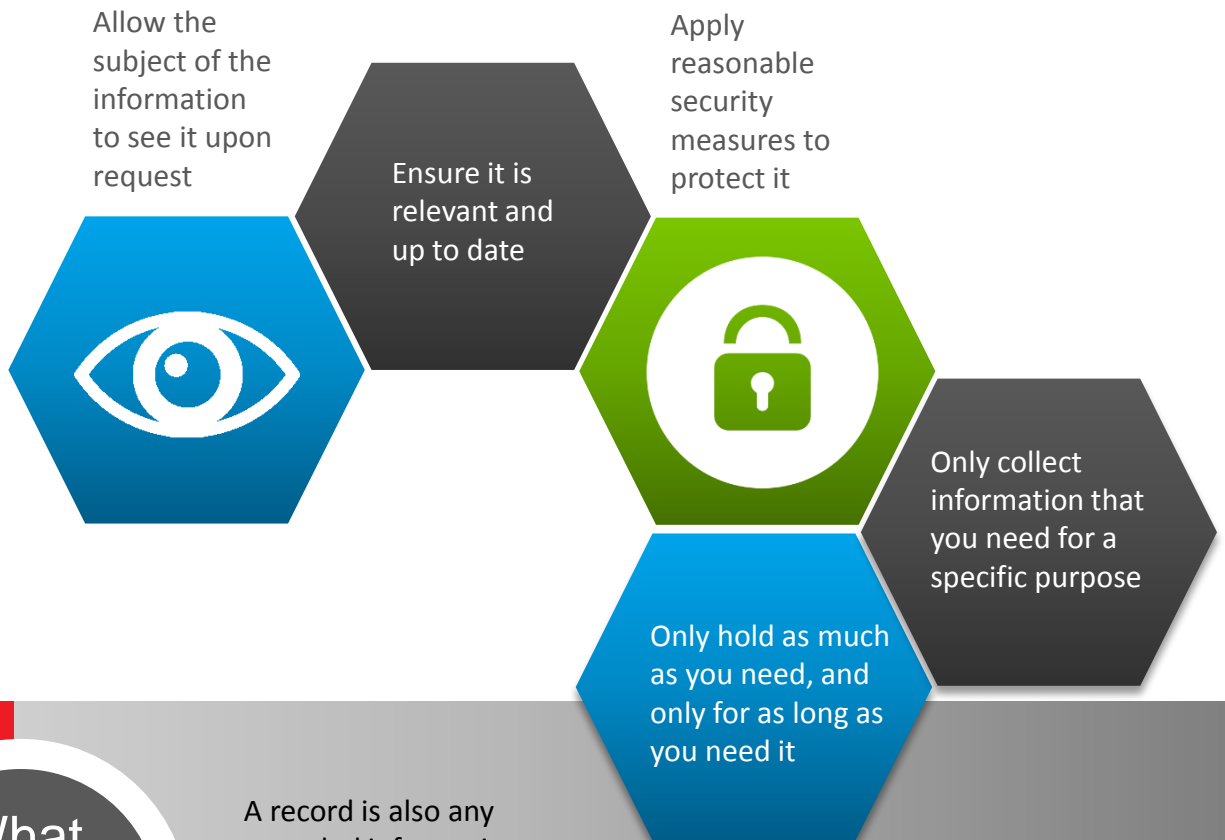 Allow the
subject of the
information
to see it upon
request
Ensure it is
relevant and
up to date
Apply
reasonable
security
measures to
protect it
Only collect
information that
you need for a
specific purpose
Only hold as much
as you need, and
only for as long as
you need it
A record is also any